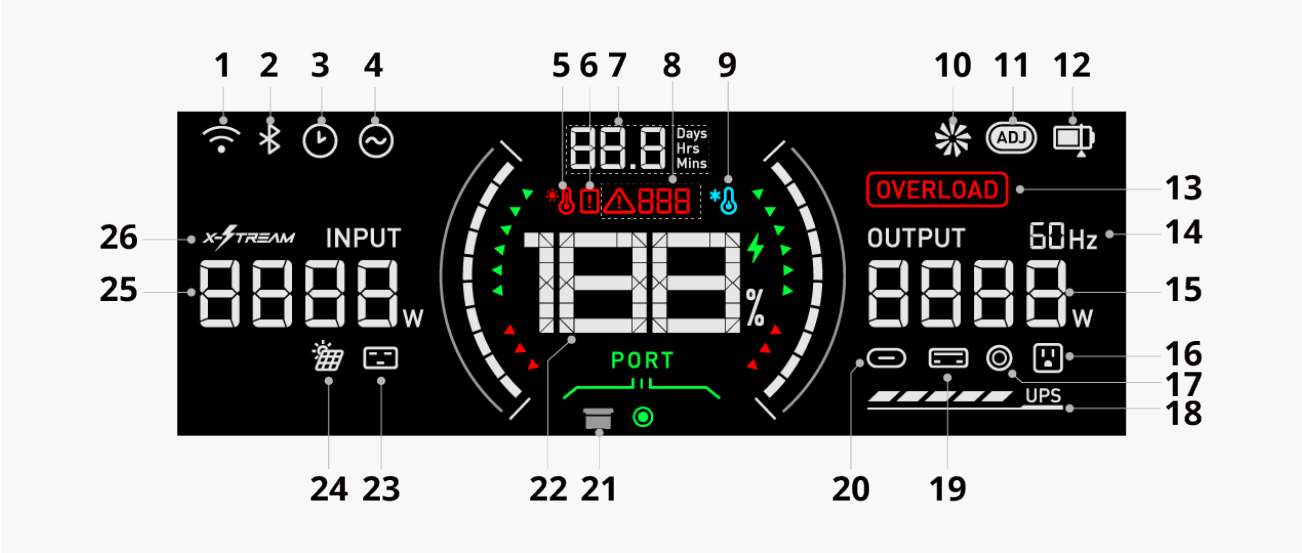 1 2 3 4 5 6 7 8 9 10 11 12
88.8 Days
Hrs
Mins
ADJ
! ! 888
OVERLOAD 13
26 X-STREAM INPUT
OUTPUT 60Hz 14
25 8888W
188%
8888W 15
PORT
16
17
UPS
18
24 23 22 21 20 19